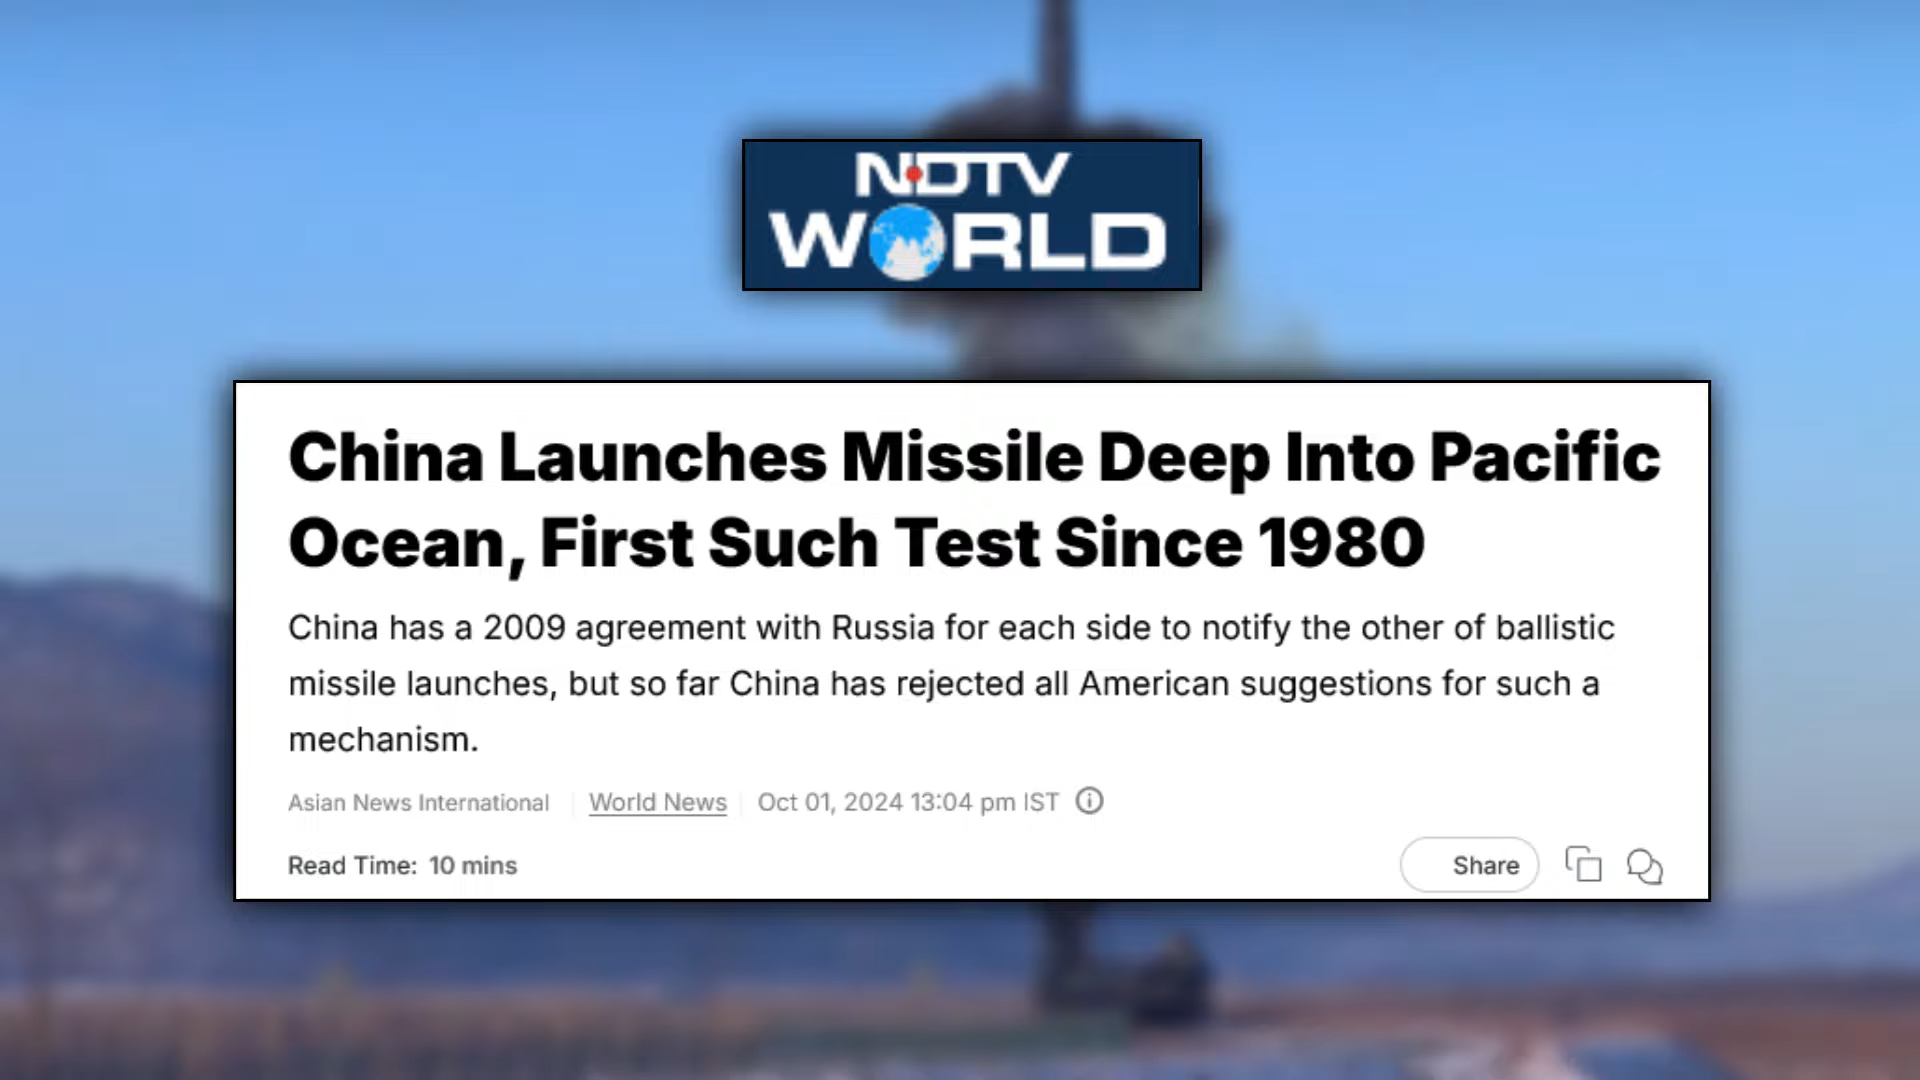 NDTV
WORLD
China Launches Missile Deep Into Pacific
Ocean, First Such Test Since 1980
China has a 2009 agreement with Russia for each side to notify the other of ballistic
missile launches, but so far China has rejected all American suggestions for such a
mechanism.
Asian News International World News Oct 01, 2024 13:04 pm IST
Read Time: 10 mins Share